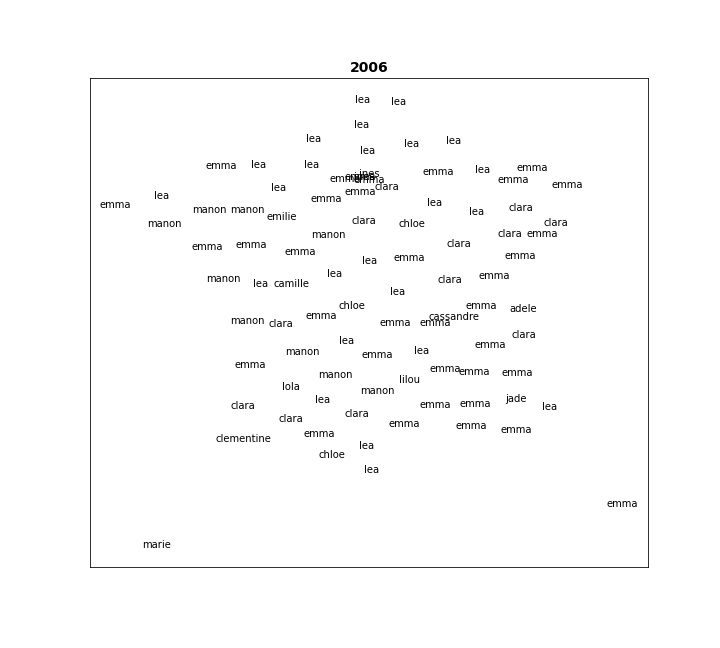 2006
lea lea
lea
lea lea lea
lea
emma lea lea emma lea emma
ines
emma emma emma
lea emma clara emma
emma lea emma lea
manon manon emilie lea clara
manon clara chloe clara
manon clara emma
emma emma emma clara
lea emma emma
manon lea camille lea clara emma
lea
chloe emma adele
manon clara emma emma emma cassandre
lea clara
manon emma lea emma
emma manon lilou emma emma emma
lola manon
clara lea emma emma jade lea
clara clara
clementine emma emma emma emma
chloe lea
lea
emma
marie